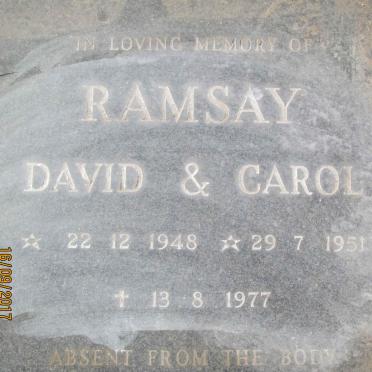 IN LOVING MEMORY OF
RAMSAY
DAVID & CAROL
☆ 22 12 1948 ☆ 29 7 1951
✝ 13 8 1977
ABSENT FROM THE BODY
16/09/2017